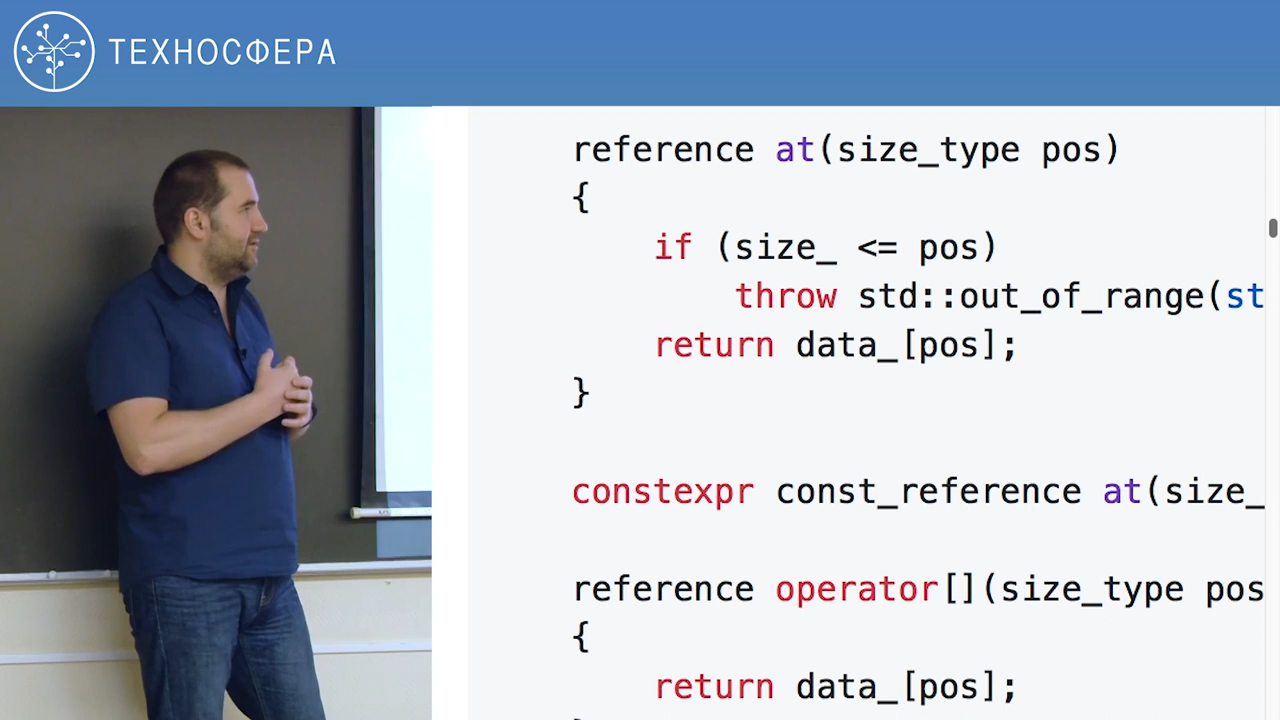 ТЕХНОСФЕРА
reference at(size_type pos)
{
if (size_ <= pos)
throw std::out_of_range(st
return data_[pos];
}
constexpr const_reference at(size_
reference operator[](size_type pos
{
return data_[pos];